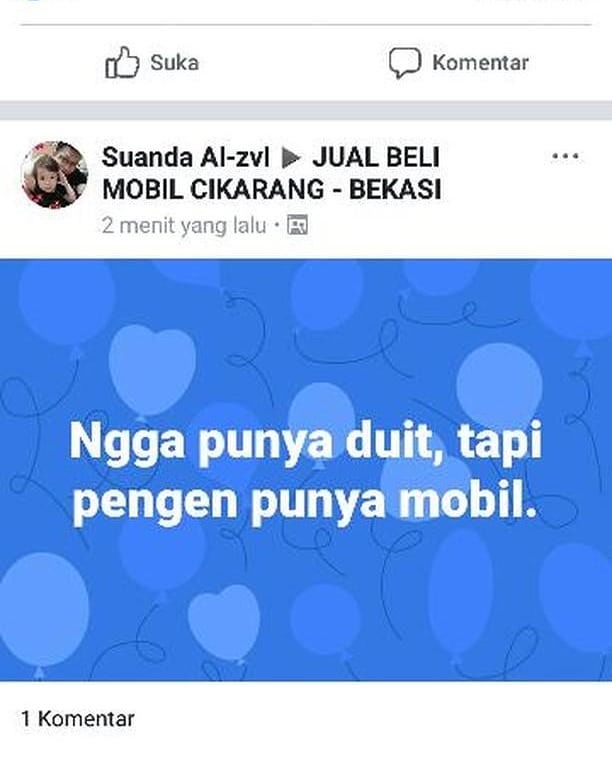 Suka Komentar
Suanda Al-zvl ▶ JUAL BELI
MOBIL CIKARANG - BEKASI
2 menit yang lalu ·
Ngga punya duit, tapi
pengen punya mobil.
1 Komentar